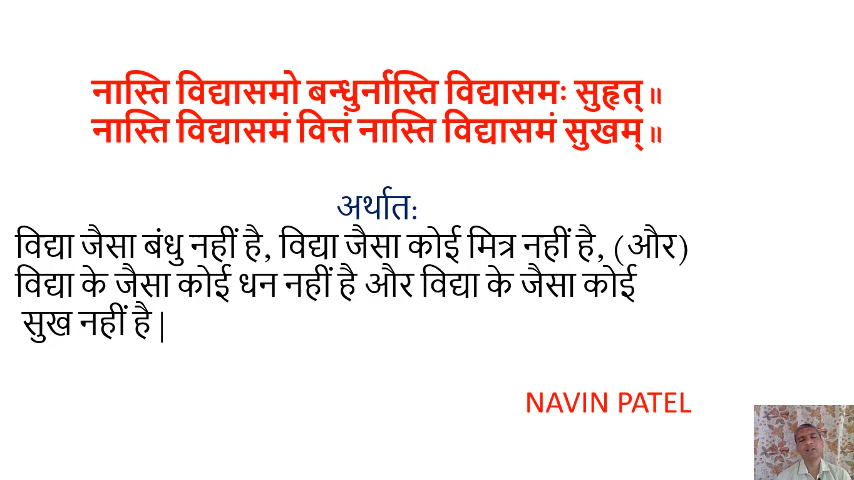 नास्ति विद्यासमो बन्धुर्नास्ति विद्यासमः सुहृत्॥
नास्ति विद्यासमं वित्तं नास्ति विद्यासमं सुखम्॥
अर्थात:
विद्या जैसा बंधु नहीं है, विद्या जैसा कोई मित्र नहीं है, (और)
विद्या के जैसा कोई धन नहीं है और विद्या के जैसा कोई
सुख नहीं है|
NAVIN PATEL